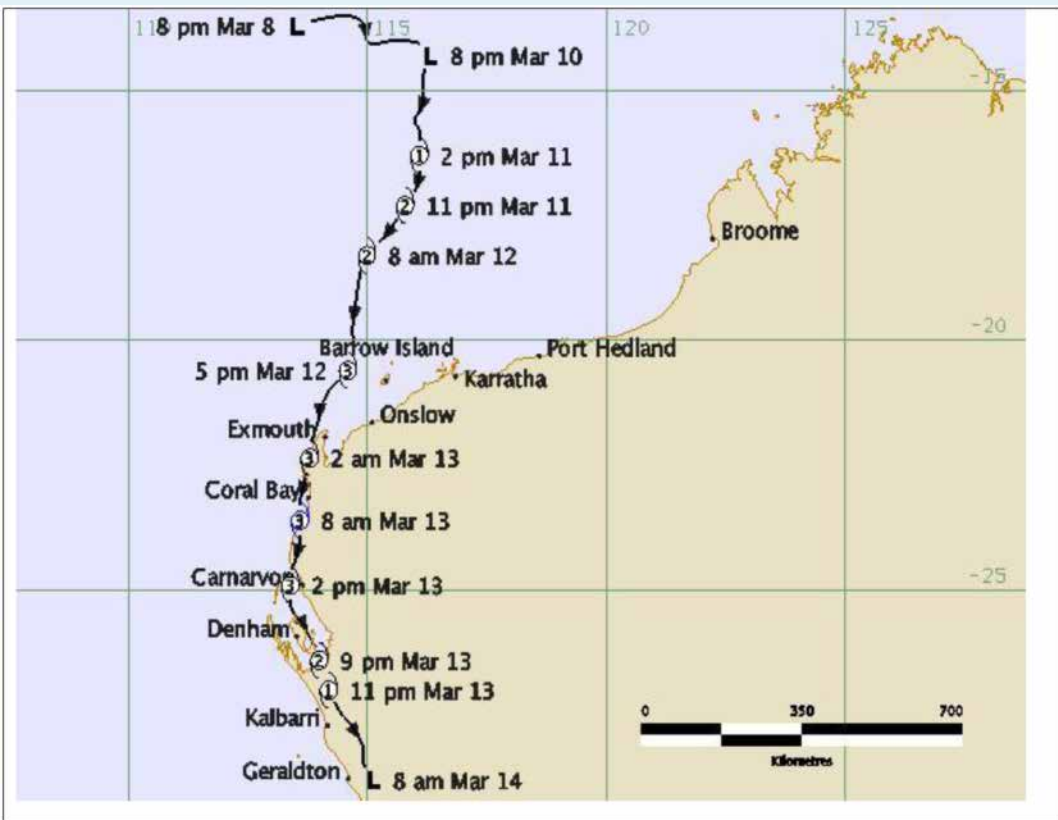 8 pm Mar 8 L
115
120
125
L 8 pm Mar 10
-15
1 2 pm Mar 11
2 11 pm Mar 11
Broome
2 8 am Mar 12
-20
Barrow Island
Port Hedland
5 pm Mar 12 3
Karratha
Onslow
Exmouth
3 2 am Mar 13
Coral Bay
3 8 am Mar 13
Carnarvon
3 2 pm Mar 13
-25
Denham
2 9 pm Mar 13
1 11 pm Mar 13
Kalbarri
0 350 700
Kilometres
Geraldton
L 8 am Mar 14